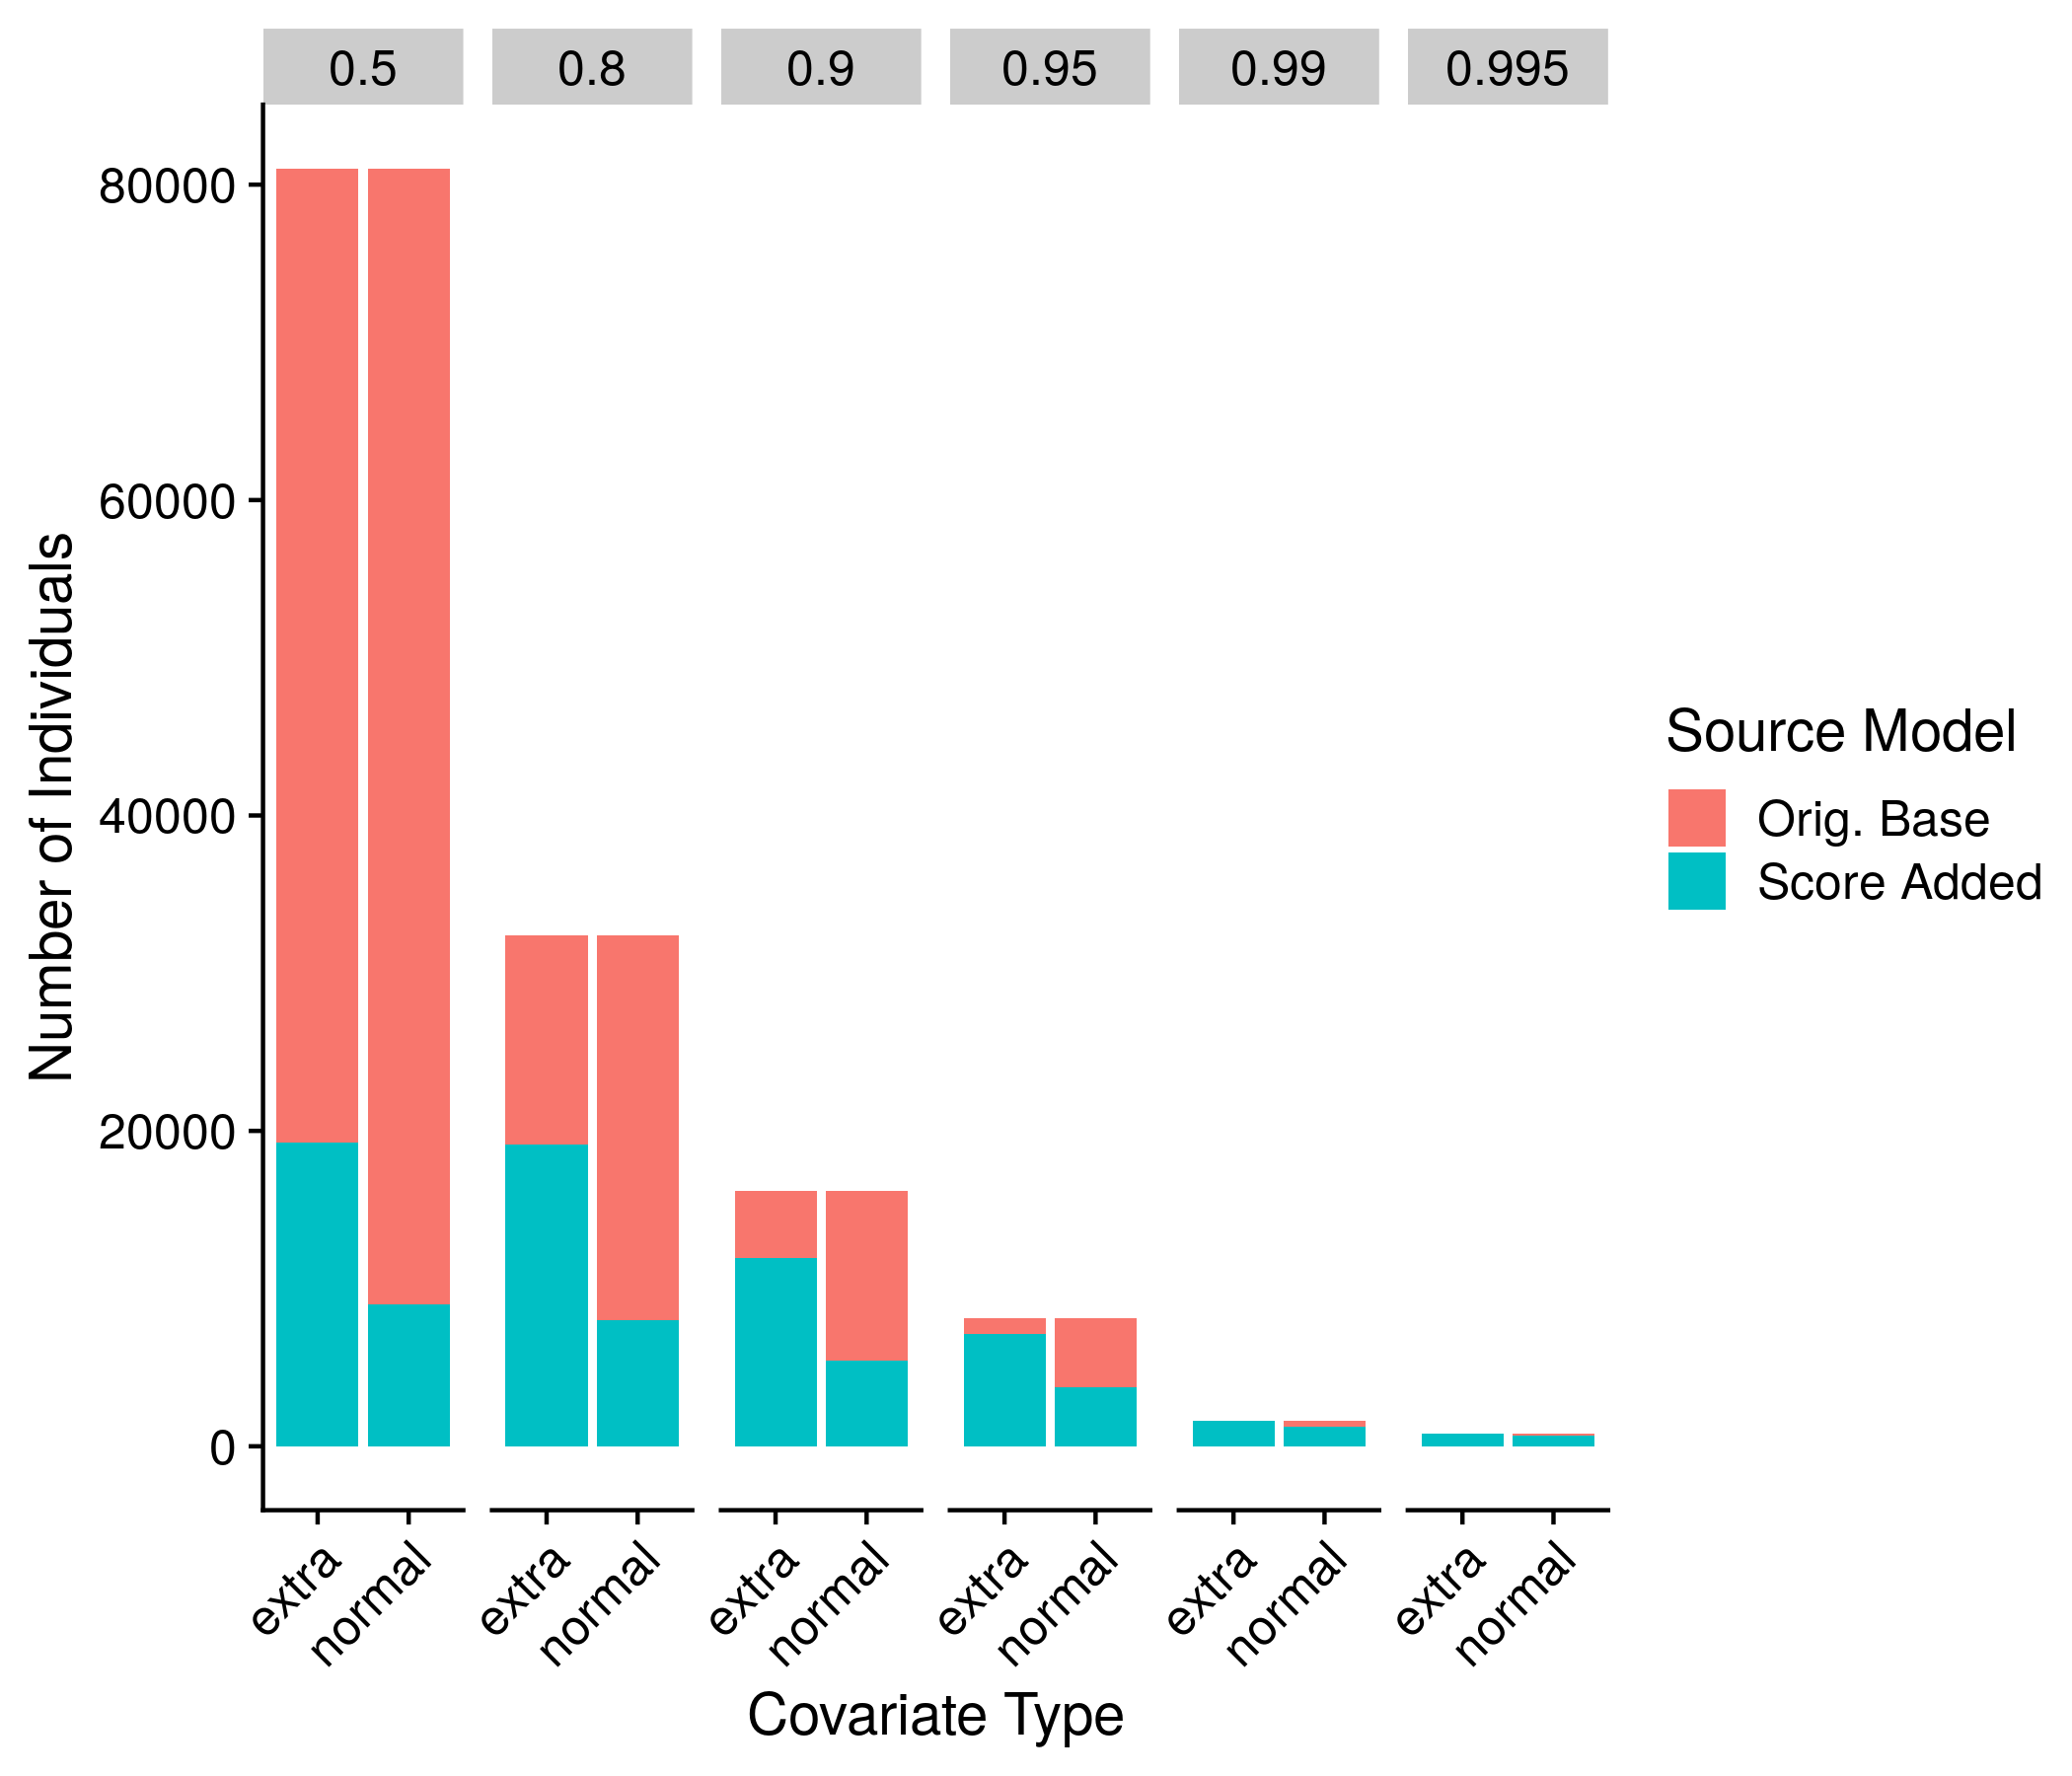 0.5 0.8 0.9 0.95 0.99 0.995
80000
60000
40000
20000
0
Number of Individuals
extra normal extra normal extra normal extra normal extra normal extra normal
Covariate Type
Source Model
Orig. Base
Score Added